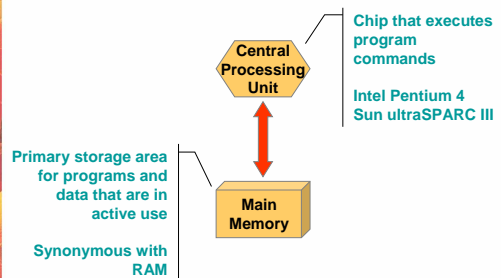 Chip that executes
program
commands
Intel Pentium 4
Sun ultraSPARC III
Central
Processing
Unit
Primary storage area
for programs and
data that are in
active use
Synonymous with
RAM
Main
Memory